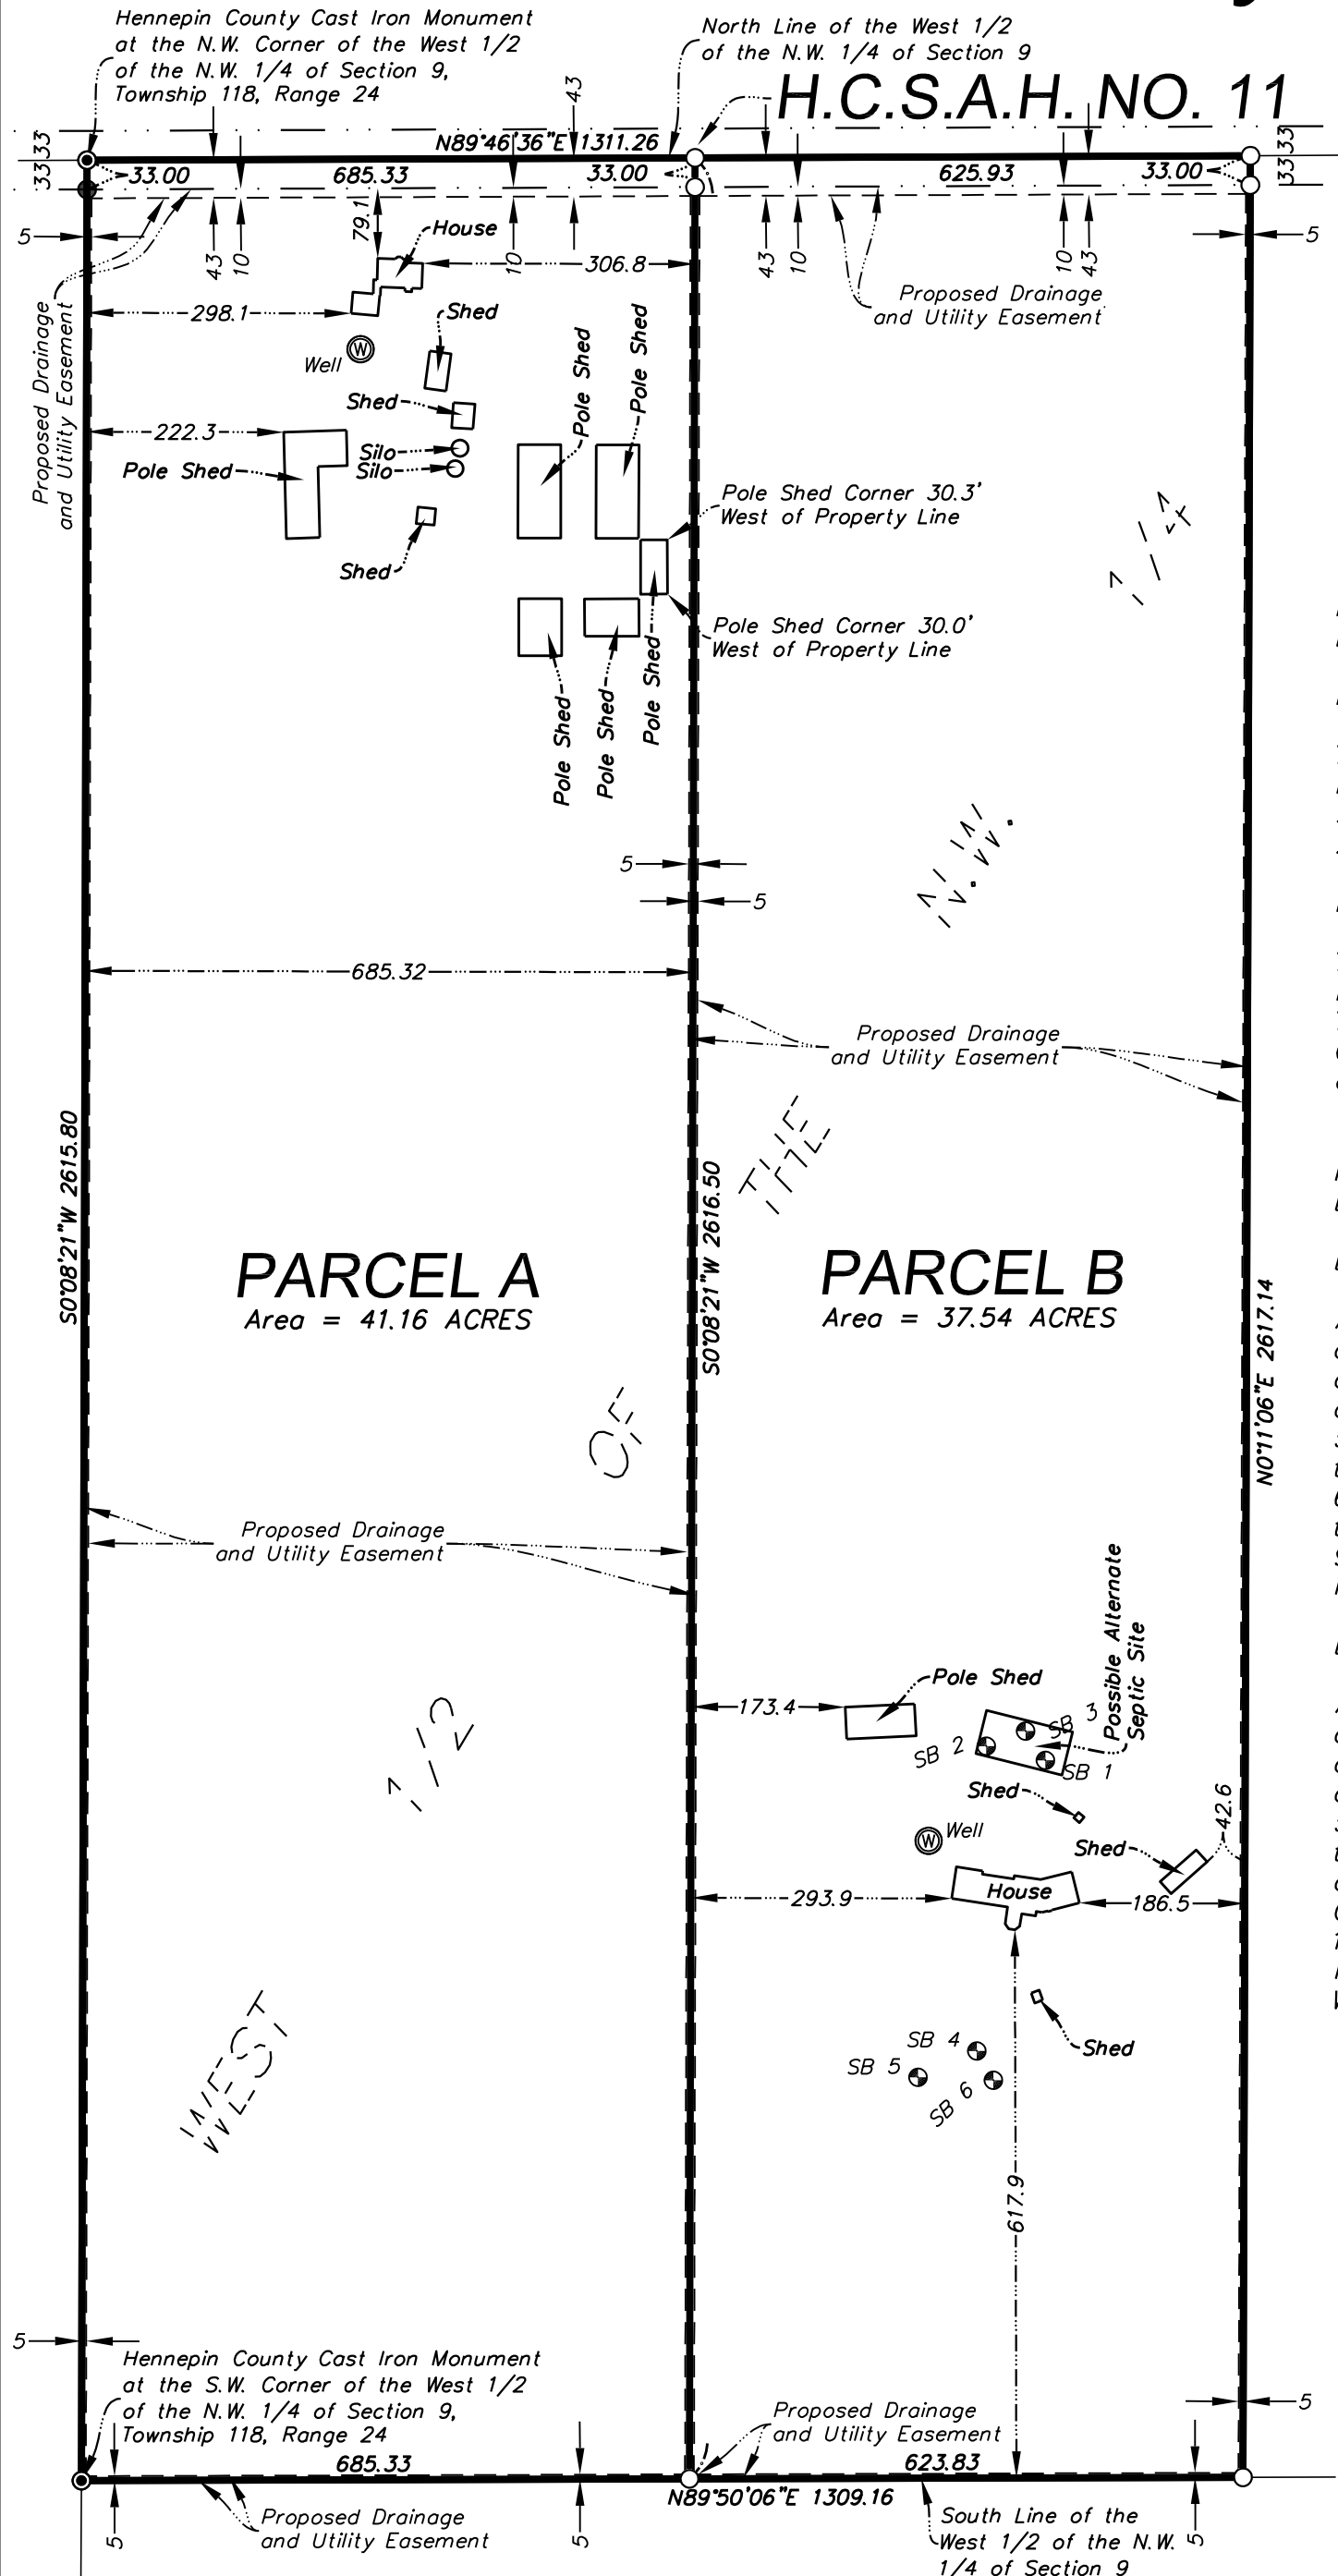 Hennepin County Cast Iron Monument
at the N.W. Corner of the West 1/2
of the N.W. 1/4 of Section 9,
Township 118, Range 24
North Line of the West 1/2
of the N.W. 1/4 of Section 9
H.C.S.A.H. NO. 11
43
33
33
N89°46'36"E 1311.26
33
33
33.00
685.33
33.00
625.93
33.00
5
43
10
79.1
House
10
306.8
43
10
10
43
5
Proposed Drainage
and Utility Easement
298.1
Shed
Proposed Drainage
and Utility Easement
Well
W
Pole Shed
Pole Shed
Shed
222.3
Silo
Silo
Pole Shed
Pole Shed Corner 30.3'
West of Property Line
Shed
1/4
Pole Shed Corner 30.0'
West of Property Line
Pole Shed
Pole Shed
Pole Shed
5
5
N.W.
685.32
Proposed Drainage
and Utility Easement
THE
S0°08'21"W 2615.80
S0°08'21"W 2616.50
PARCEL A
Area = 41.16 ACRES
PARCEL B
Area = 37.54 ACRES
N0°11'06"E 2617.14
OF
Proposed Drainage
and Utility Easement
Possible Alternate
Septic Site
1/2
Pole Shed
173.4
SB 3
SB 2
SB 1
Shed
42.6
W
Well
Shed
House
293.9
186.5
WEST
Shed
SB 4
SB 5
SB 6
617.9
5
Hennepin County Cast Iron Monument
at the S.W. Corner of the West 1/2
of the N.W. 1/4 of Section 9,
Township 118, Range 24
5
Proposed Drainage
and Utility Easement
685.33
623.83
N89°50'06"E 1309.16
5
Proposed Drainage
and Utility Easement
5
South Line of the
West 1/2 of the N.W.
1/4 of Section 9
5